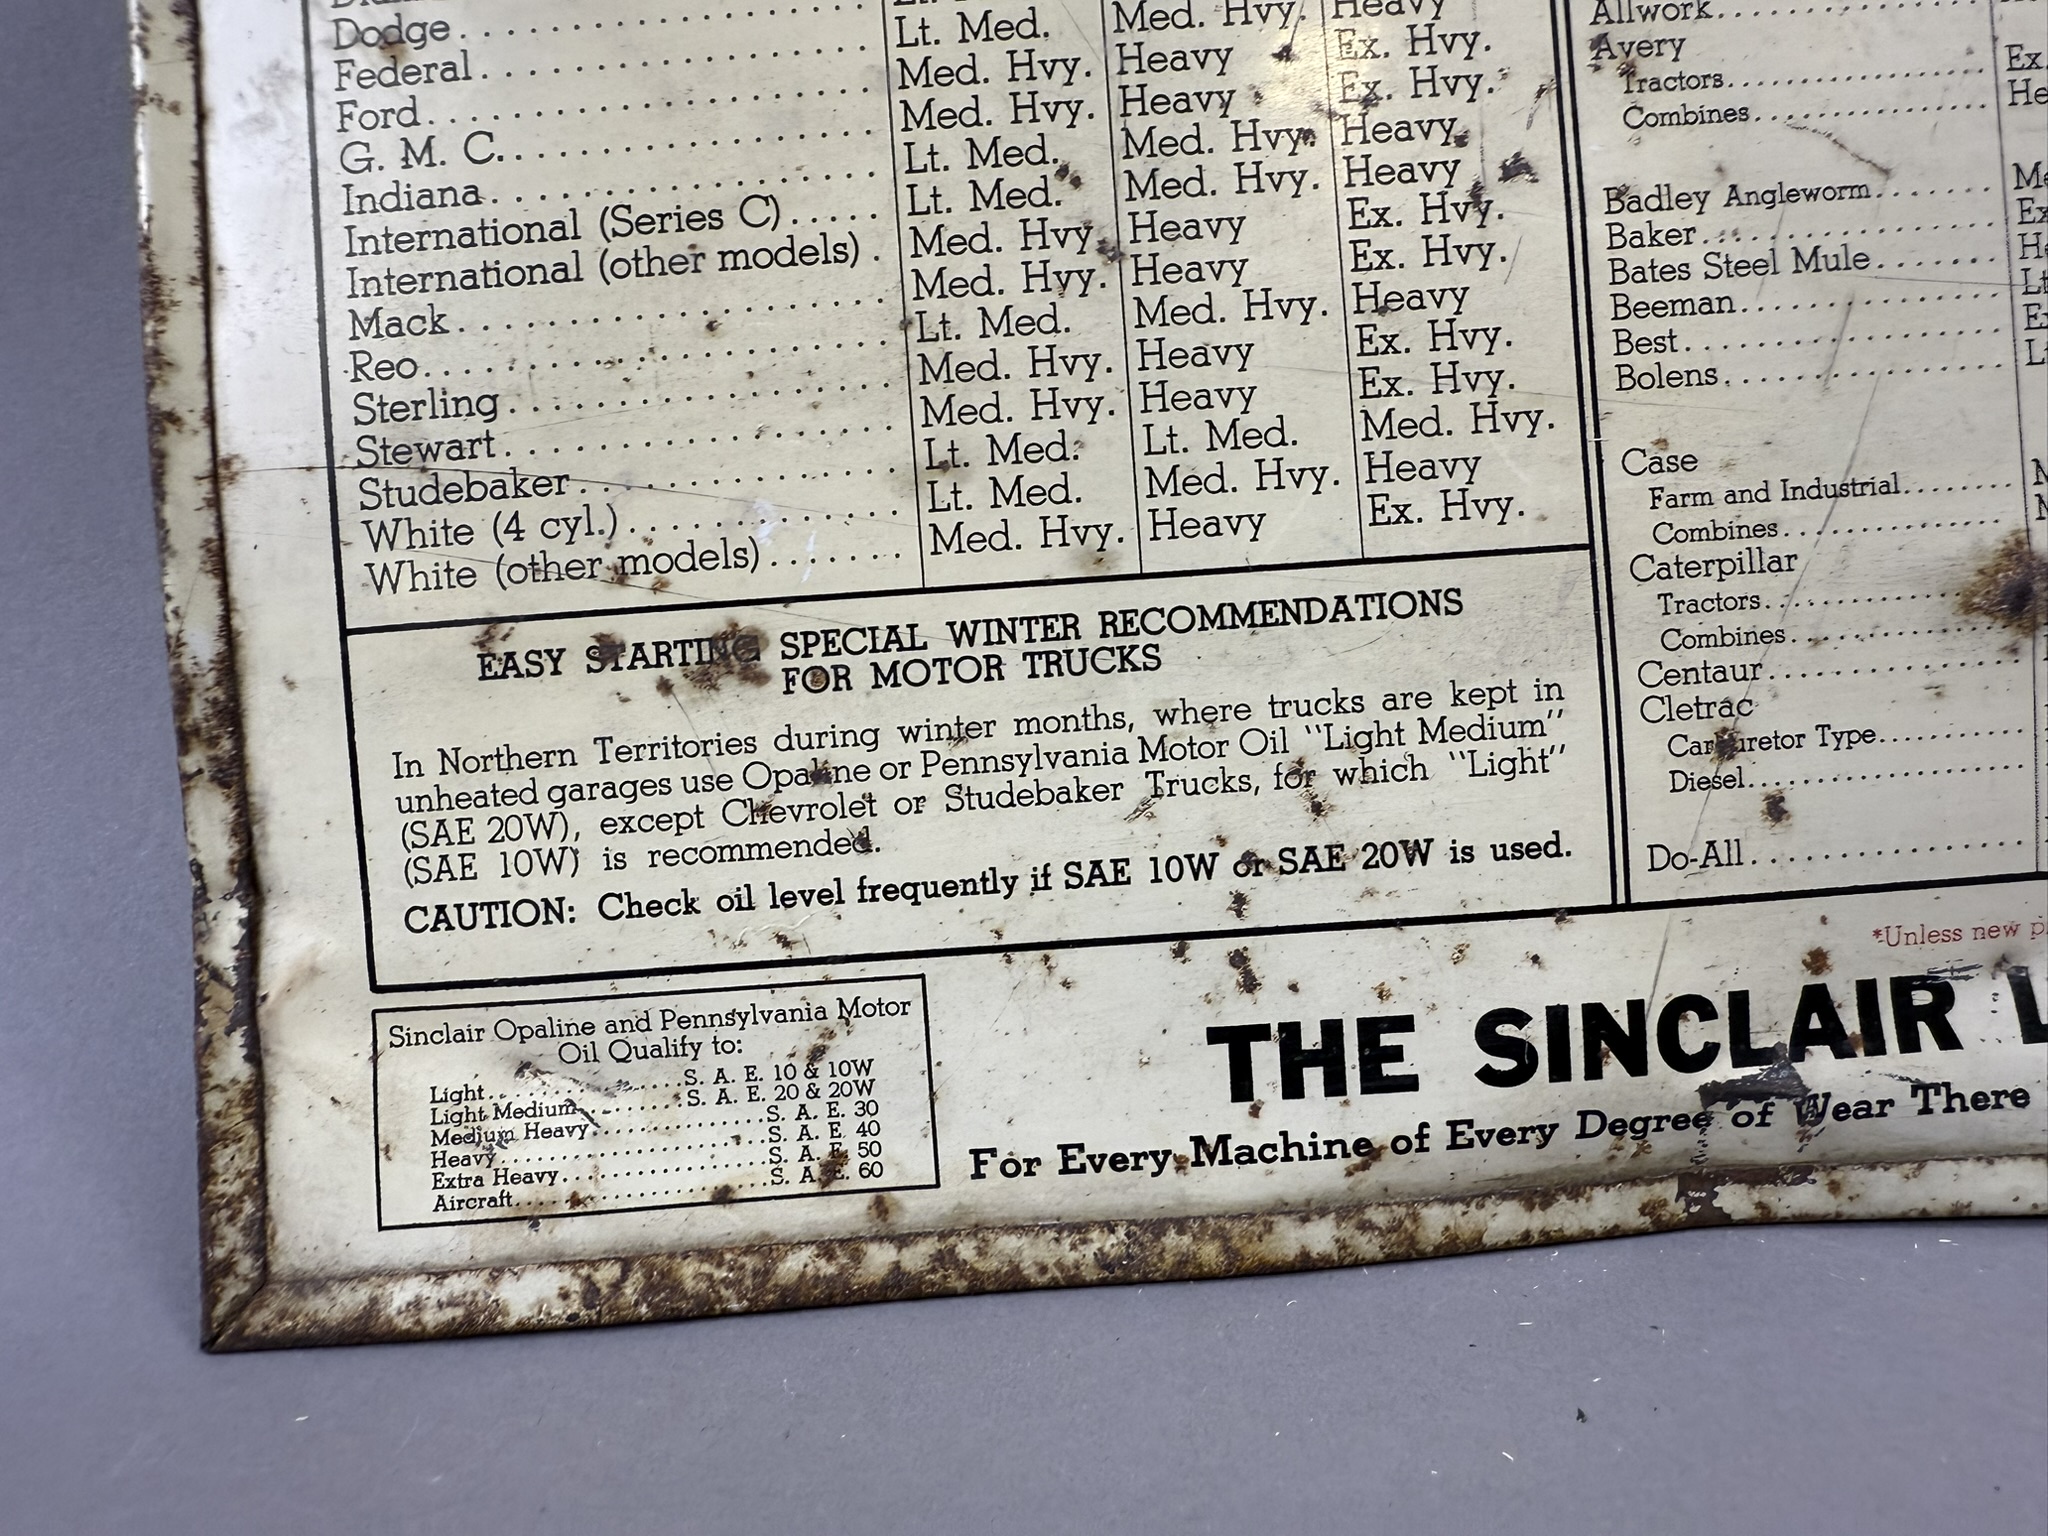 Dodge
Federal Lt. Med. Med. Hvy. Heavy
Ford Med. Hvy. Heavy Ex. Hvy.
G. M. C. Med. Hvy. Heavy Ex. Hvy.
Indiana Lt. Med. Med. Hvy. Heavy
International (Series C) Lt. Med. Med. Hvy. Heavy
International (other models) Med. Hvy. Heavy Ex. Hvy.
Mack Med. Hvy. Heavy Ex. Hvy.
Reo Lt. Med. Med. Hvy. Heavy
Sterling Med. Hvy. Heavy Ex. Hvy.
Stewart Med. Hvy. Heavy Ex. Hvy.
Studebaker Lt. Med. Lt. Med. Med. Hvy.
White (4 cyl.) Lt. Med. Med. Hvy. Heavy
White (other models) Med. Hvy. Heavy Ex. Hvy.
EASY STARTING SPECIAL WINTER RECOMMENDATIONS
FOR MOTOR TRUCKS
In Northern Territories during winter months, where trucks are kept in
unheated garages use Opaline or Pennsylvania Motor Oil "Light Medium"
(SAE 20W), except Chevrolet or Studebaker Trucks, for which "Light"
(SAE 10W) is recommended.
CAUTION: Check oil level frequently if SAE 10W or SAE 20W is used.
Allwork
Avery
Tractors Ex.
Combines
Badley Angleworm
Baker
Bates Steel Mule
Beeman
Best
Bolens
Case
Farm and Industrial
Combines
Caterpillar
Tractors
Combines
Centaur
Cletrac
Carburetor Type
Diesel
Do-All
*Unless new
Sinclair Opaline and Pennsylvania Motor
Oil Qualify to:
Light S. A. E. 10 & 10W
Light Medium S. A. E. 20 & 20W
Medium Heavy S. A. E. 30
Heavy S. A. E. 40
Extra Heavy S. A. E. 50
Aircraft S. A. E. 60
THE SINCLAIR
For Every Machine of Every Degree of Wear There